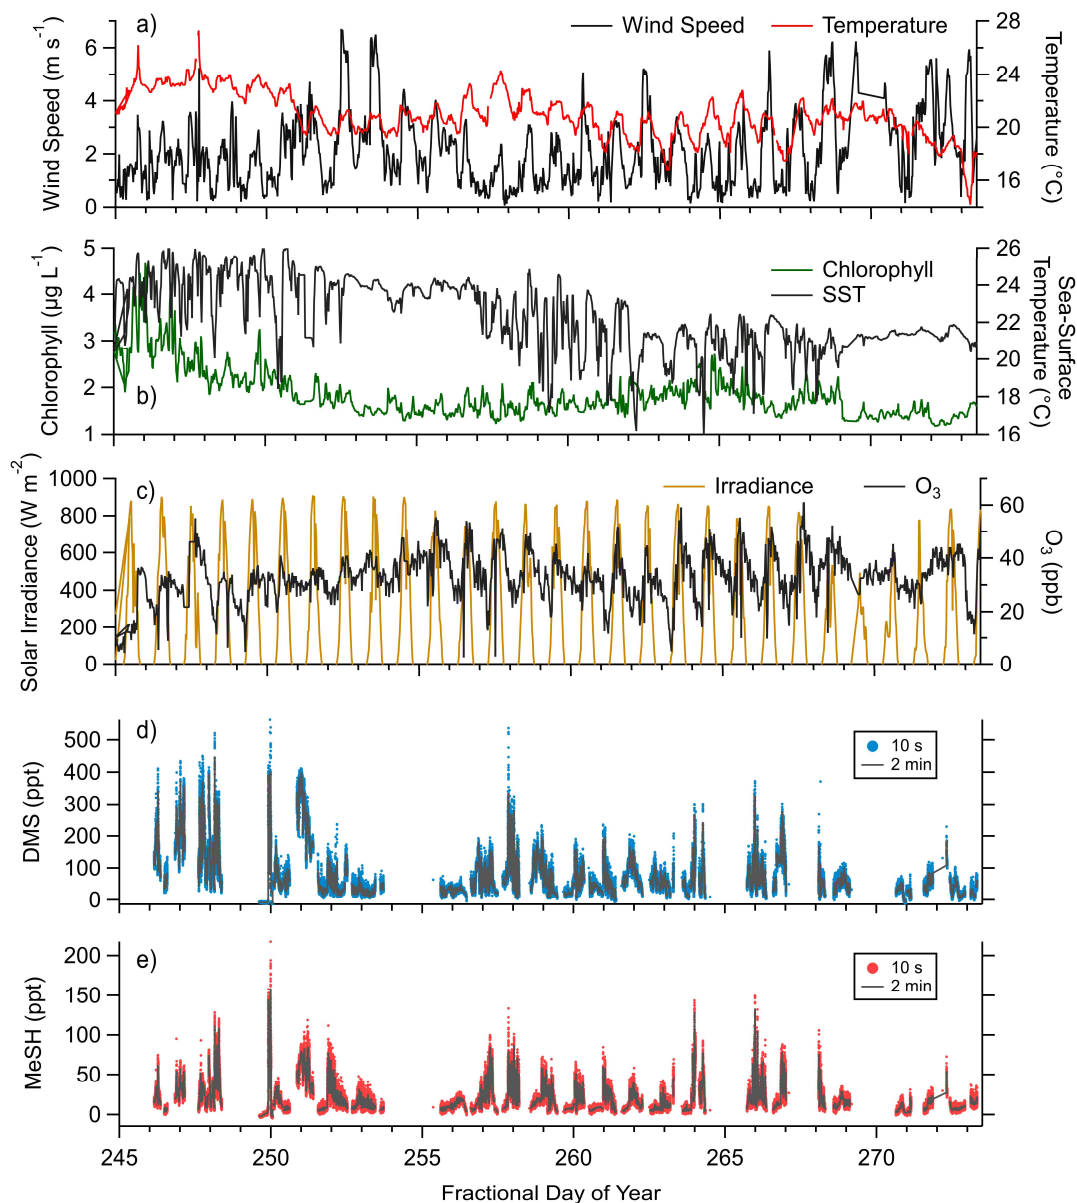 a)
Wind Speed
Temperature
Wind Speed (m s⁻¹)
6
4
2
0
28
24
20
16
Temperature (°C)
b)
Chlorophyll
SST
Chlorophyll (µg L⁻¹)
5
4
3
2
1
26
24
22
20
18
16
Sea-Surface
Temperature (°C)
c)
Irradiance
O₃
Solar Irradiance (W m⁻²)
1000
800
600
400
200
0
60
40
20
0
O₃ (ppb)
d)
10 s
2 min
DMS (ppt)
500
400
300
200
100
0
e)
10 s
2 min
MeSH (ppt)
200
150
100
50
0
245
250
255
260
265
270
Fractional Day of Year